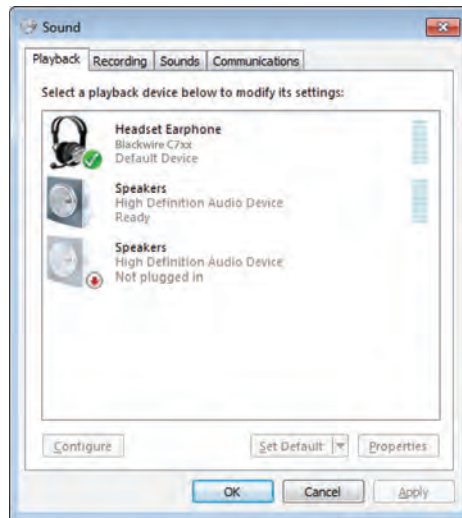 Sound
Playback Recording Sounds Communications
Select a playback device below to modify its settings:
Headset Earphone
Blackwire C7xx
Default Device
Speakers
High Definition Audio Device
Ready
Speakers
High Definition Audio Device
Not plugged in
Configure Set Default Properties
OK Cancel Apply